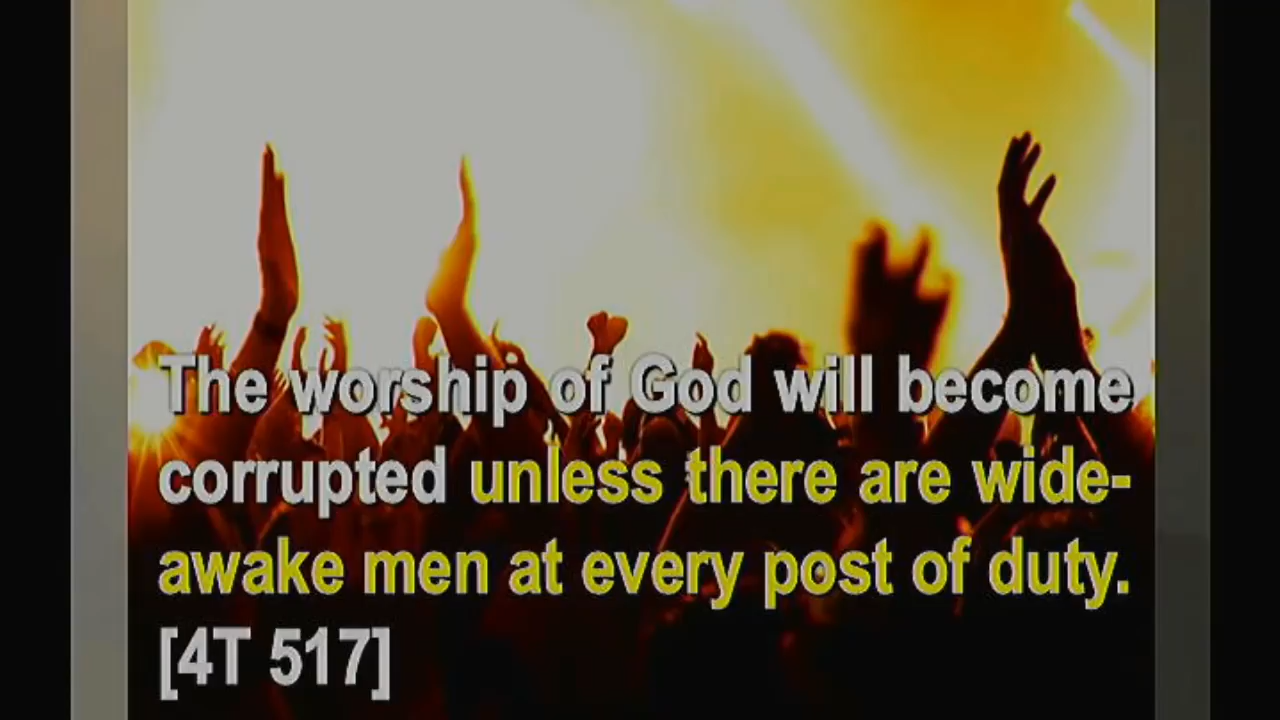 The worship of God will become
corrupted unless there are wide-
awake men at every post of duty.
[4T 517]